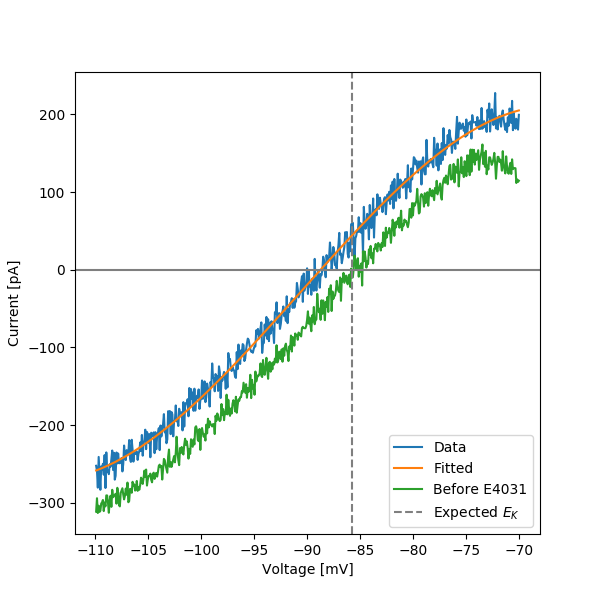 200
100
0
−100
−200
−300
Current [pA]
Data
Fitted
Before E4031
Expected E_K
−110 −105 −100 −95 −90 −85 −80 −75 −70
Voltage [mV]